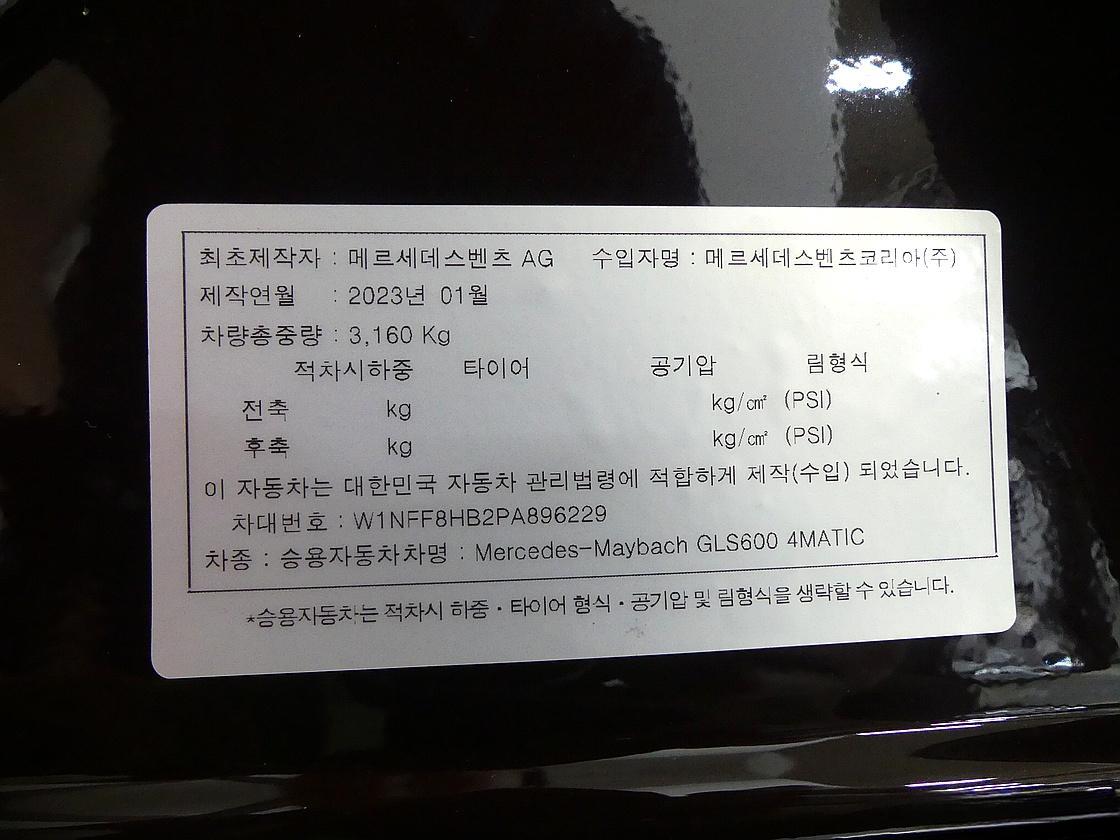 최초제작자 : 메르세데스벤츠 AG 수입자명 : 메르세데스벤츠코리아(주)
제작연월 : 2023년 01월
차량총중량 : 3,160 Kg
적차시하중 타이어 공기압 림형식
전축 kg kg/㎠ (PSI)
후축 kg kg/㎠ (PSI)
이 자동차는 대한민국 자동차 관리법령에 적합하게 제작(수입) 되었습니다.
차대번호 : W1NFF8HB2PA896229
차종 : 승용자동차차명 : Mercedes-Maybach GLS600 4MATIC
*승용자동차는 적차시 하중・타이어 형식・공기압 및 림형식을 생략할 수 있습니다.